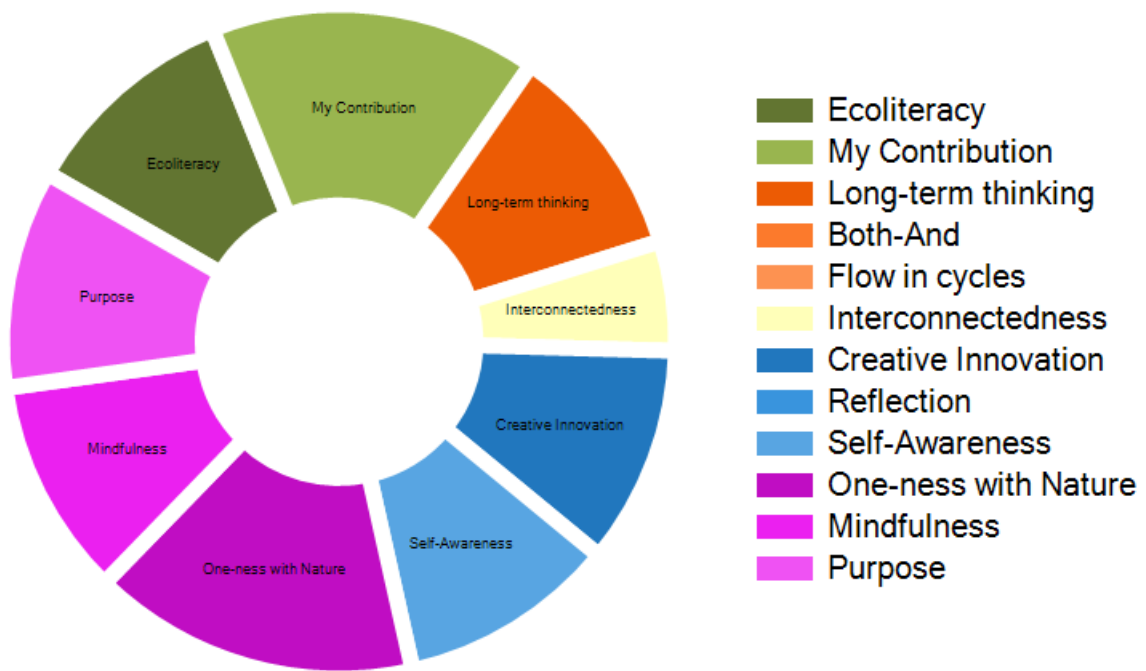 My Contribution
Ecoliteracy
Long-term thinking
Purpose
Interconnectedness
Mindfulness
Creative Innovation
Self-Awareness
One-ness with Nature
Ecoliteracy
My Contribution
Long-term thinking
Both-And
Flow in cycles
Interconnectedness
Creative Innovation
Reflection
Self-Awareness
One-ness with Nature
Mindfulness
Purpose